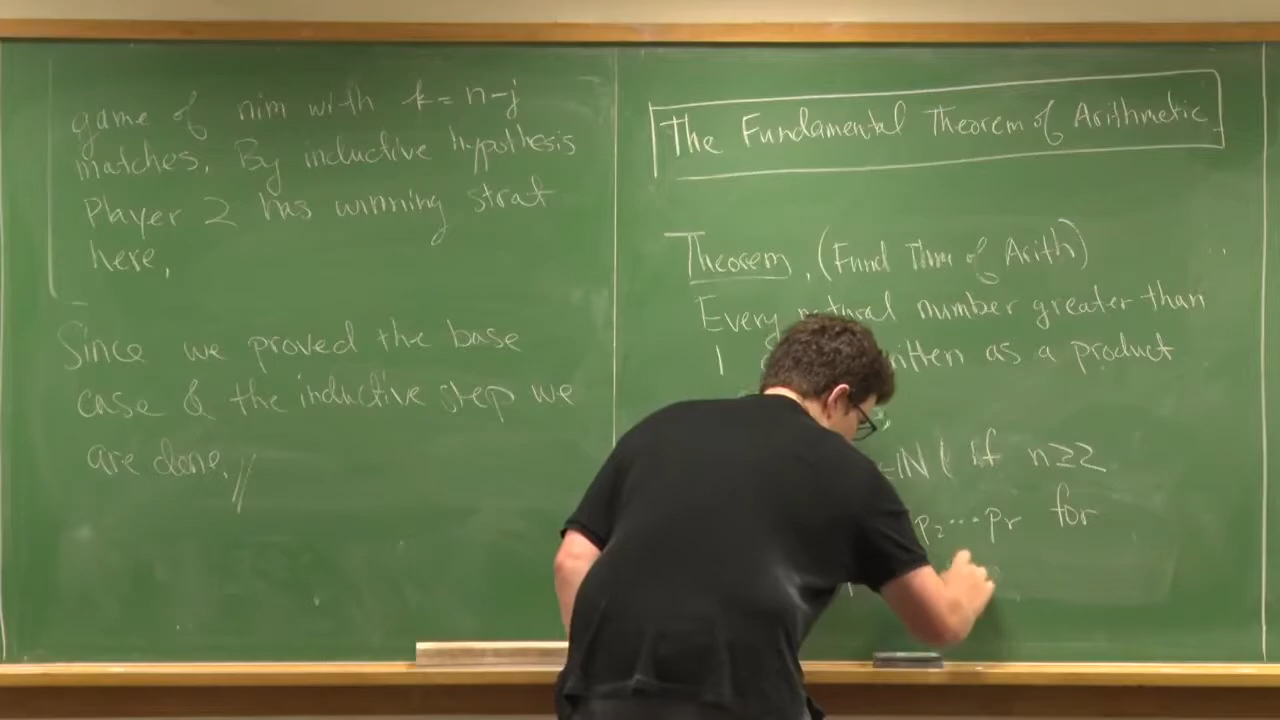 game of nim with k = n-j
matches. By inductive hypothesis
Player 2 has winning strat
here,
Since we proved the base
case & the inductive step we
are done. //
The Fundamental Theorem of Arithmetic
Theorem. (Fund Thm of Arith)
Every natural number greater than
1 written as a product
∈ℕ ( if n≥2
p₂⋯pᵣ for